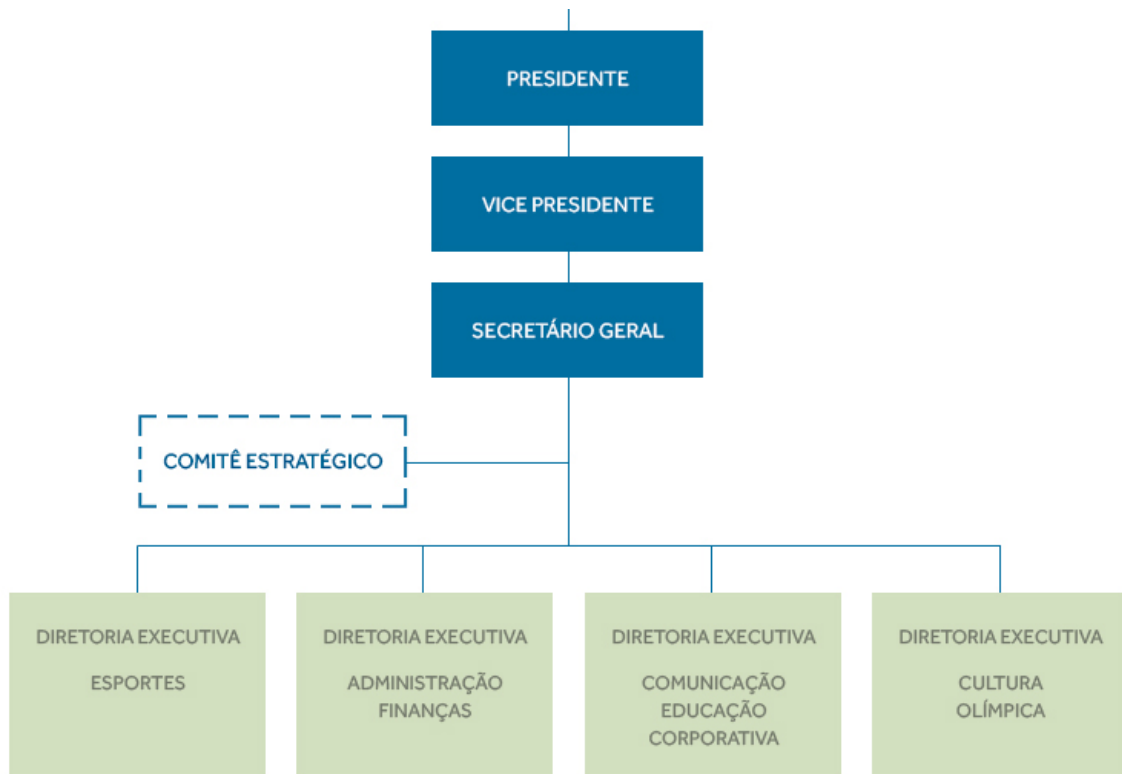 PRESIDENTE
VICE PRESIDENTE
SECRETÁRIO GERAL
COMITÊ ESTRATÉGICO
DIRETORIA EXECUTIVA
ESPORTES
DIRETORIA EXECUTIVA
ADMINISTRAÇÃO
FINANÇAS
DIRETORIA EXECUTIVA
COMUNICAÇÃO
EDUCAÇÃO
CORPORATIVA
DIRETORIA EXECUTIVA
CULTURA
OLÍMPICA